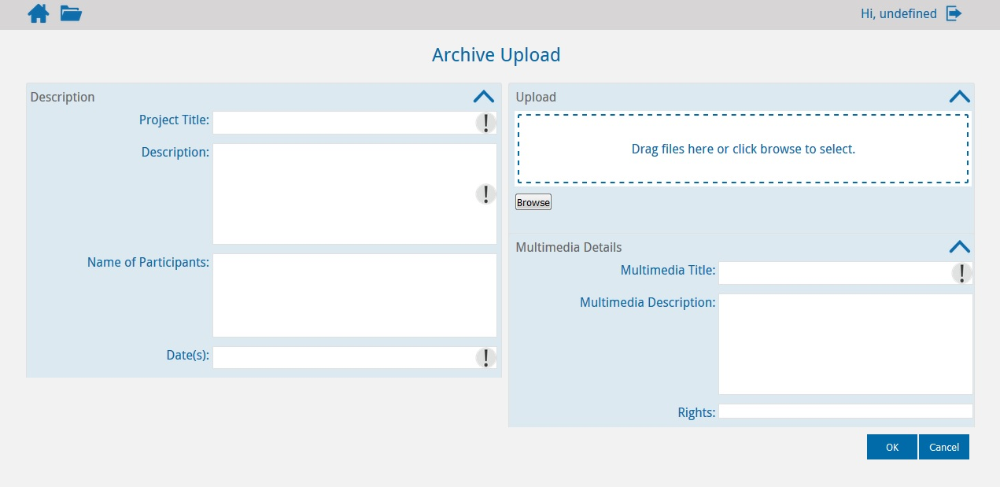 Hi, undefined
Archive Upload
Description
Project Title:
Description:
Name of Participants:
Date(s):
Upload
Drag files here or click browse to select.
Browse
Multimedia Details
Multimedia Title:
Multimedia Description:
Rights:
OK
Cancel